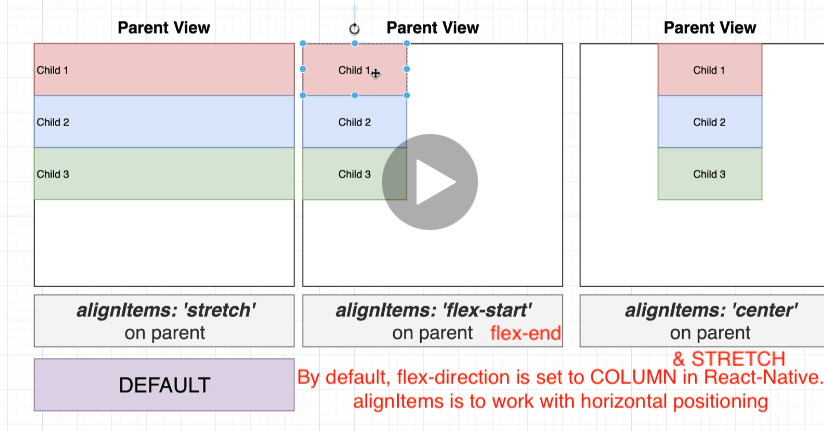 Parent View
Parent View
Parent View
Child 1
Child 1
Child 1
Child 2
Child 2
Child 2
Child 3
Child 3
Child 3
alignItems: 'stretch'
on parent
alignItems: 'flex-start'
on parent flex-end
alignItems: 'center'
on parent
& STRETCH
DEFAULT
By default, flex-direction is set to COLUMN in React-Native.
alignItems is to work with horizontal positioning